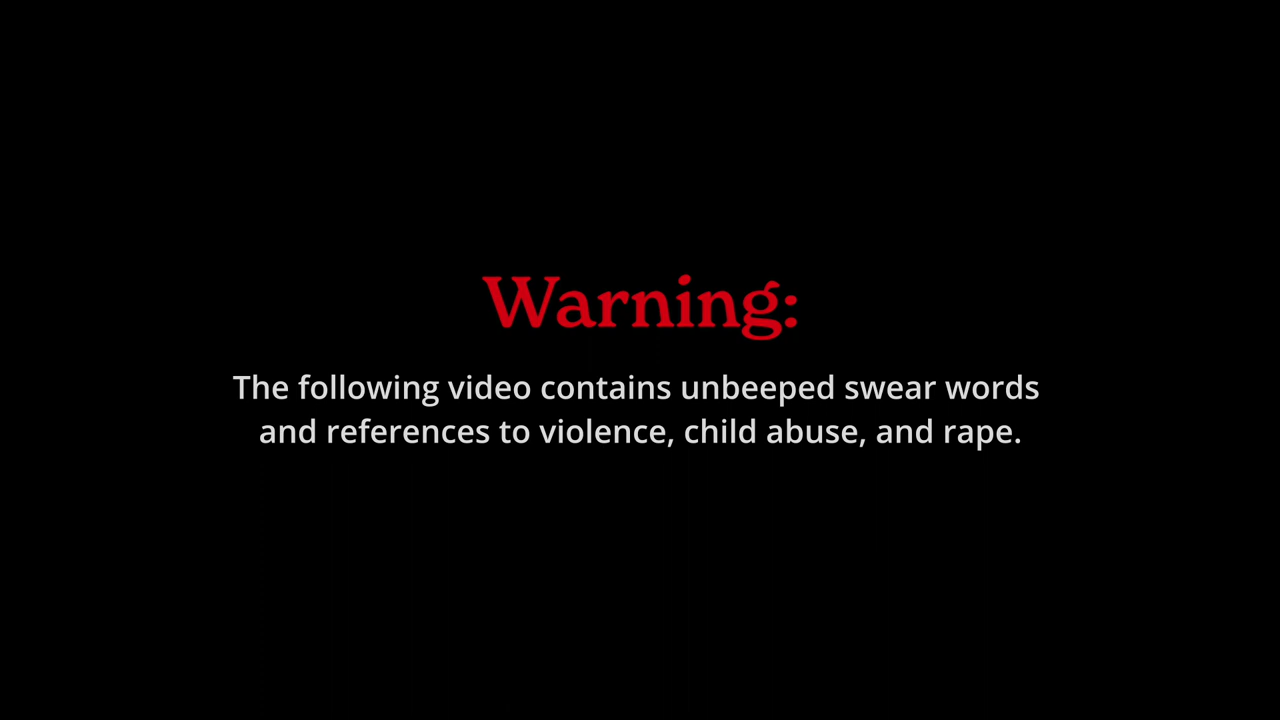 Warning:
The following video contains unbeeped swear words
and references to violence, child abuse, and rape.